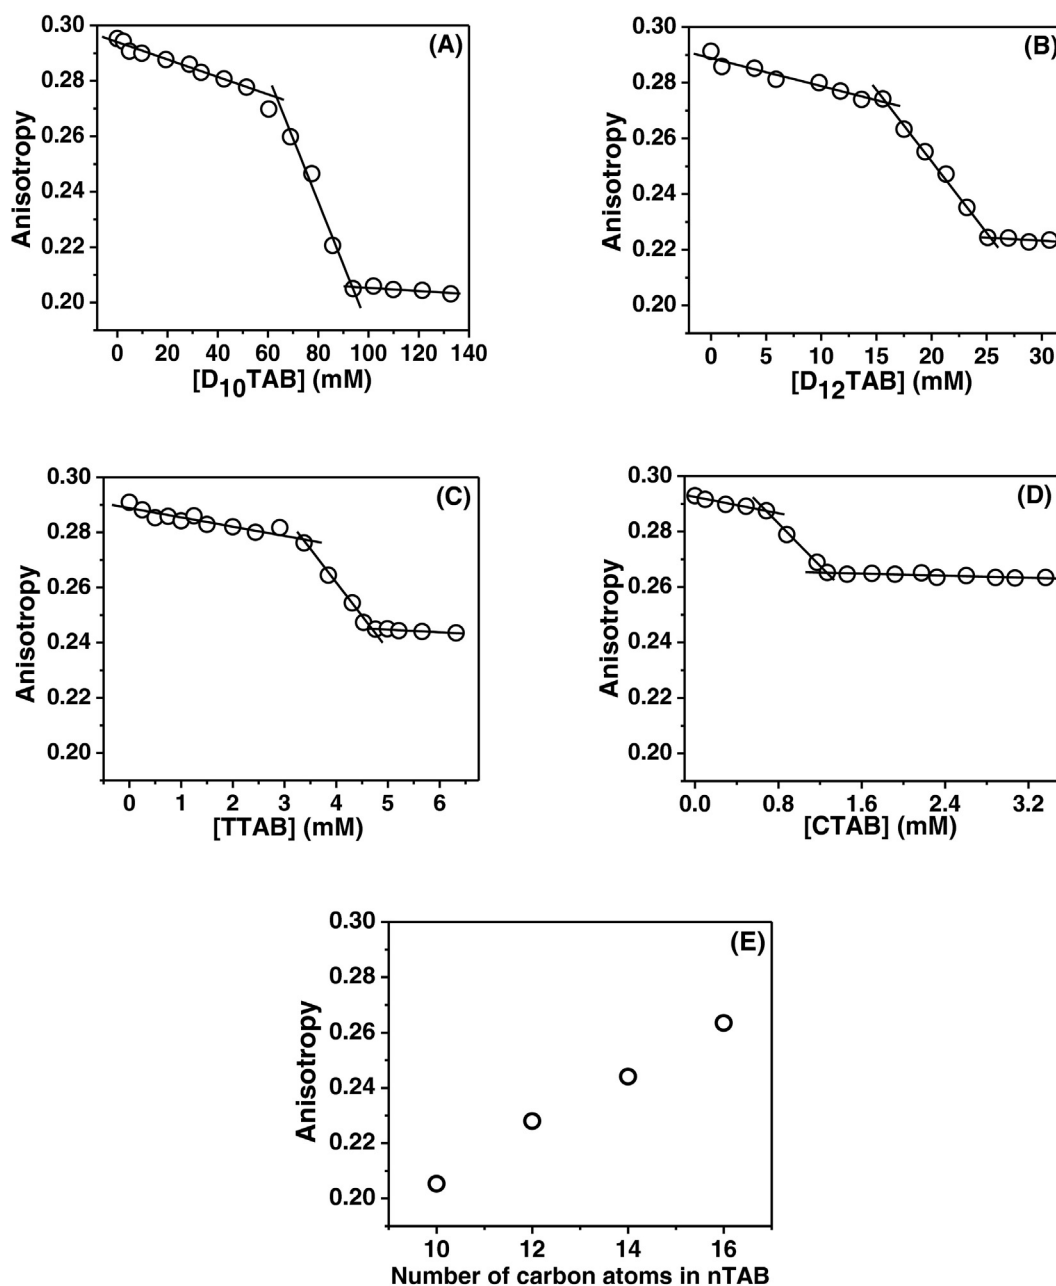 (A)
0.30
0.28
0.26
0.24
0.22
0.20
Anisotropy
0 20 40 60 80 100 120 140
[D10TAB] (mM)
(B)
0.30
0.28
0.26
0.24
0.22
0.20
Anisotropy
0 5 10 15 20 25 30
[D12TAB] (mM)
(C)
0.30
0.28
0.26
0.24
0.22
0.20
Anisotropy
0 1 2 3 4 5 6
[TTAB] (mM)
(D)
0.30
0.28
0.26
0.24
0.22
0.20
Anisotropy
0.0 0.8 1.6 2.4 3.2
[CTAB] (mM)
(E)
0.30
0.28
0.26
0.24
0.22
0.20
Anisotropy
10 12 14 16
Number of carbon atoms in nTAB